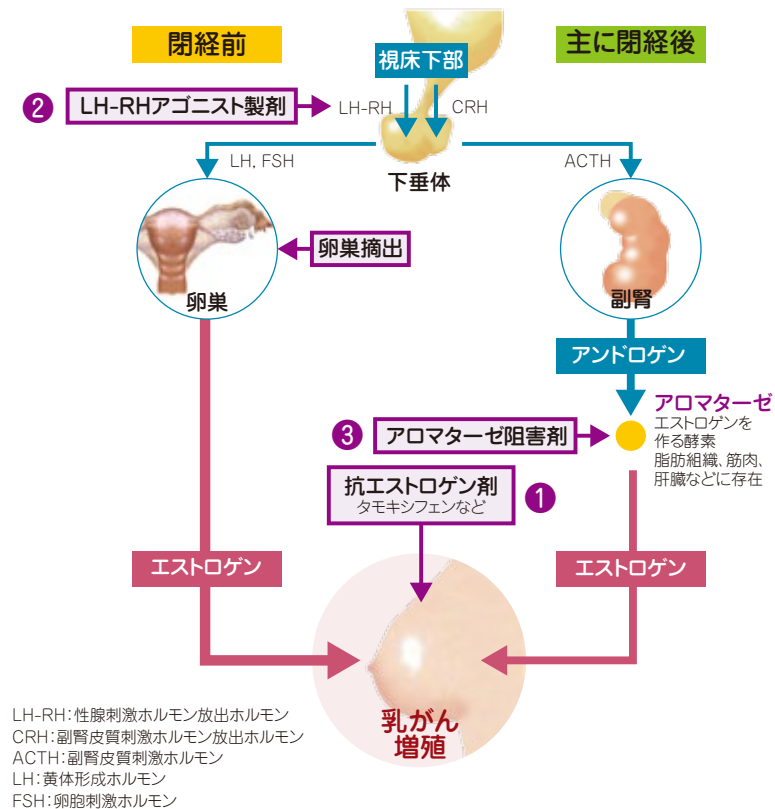 閉経前
主に閉経後
視床下部
❷ LH-RHアゴニスト製剤
LH-RH
CRH
LH, FSH
下垂体
ACTH
卵巣摘出
卵巣
副腎
アンドロゲン
アロマターゼ
エストロゲンを
作る酵素
脂肪組織、筋肉、
肝臓などに存在
❸ アロマターゼ阻害剤
抗エストロゲン剤
タモキシフェンなど
❶
エストロゲン
エストロゲン
乳がん
増殖
LH-RH：性腺刺激ホルモン放出ホルモン
CRH：副腎皮質刺激ホルモン放出ホルモン
ACTH：副腎皮質刺激ホルモン
LH：黄体形成ホルモン
FSH：卵胞刺激ホルモン